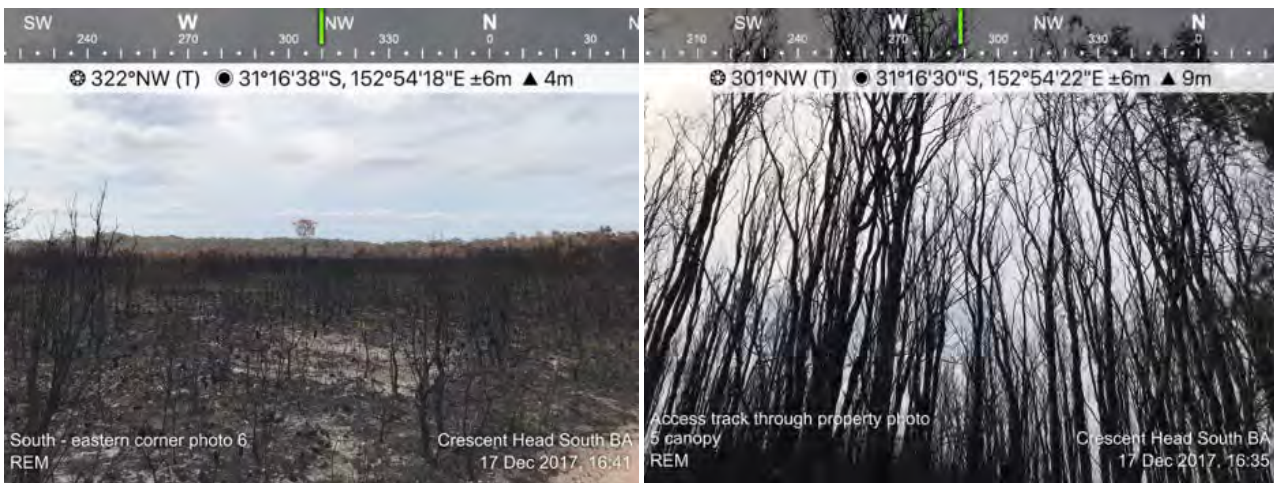 SW W NW N N
240 270 300 330 0 30
322°NW (T) 31°16'38"S, 152°54'18"E ±6m ▲ 4m
South - eastern corner photo 6
REM
Crescent Head South BA
17 Dec 2017, 16:41
SW W NW N
210 240 270 300 330 0
301°NW (T) 31°16'30"S, 152°54'22"E ±6m ▲ 9m
Access track through property photo
5 canopy
REM
Crescent Head South BA
17 Dec 2017, 16:35